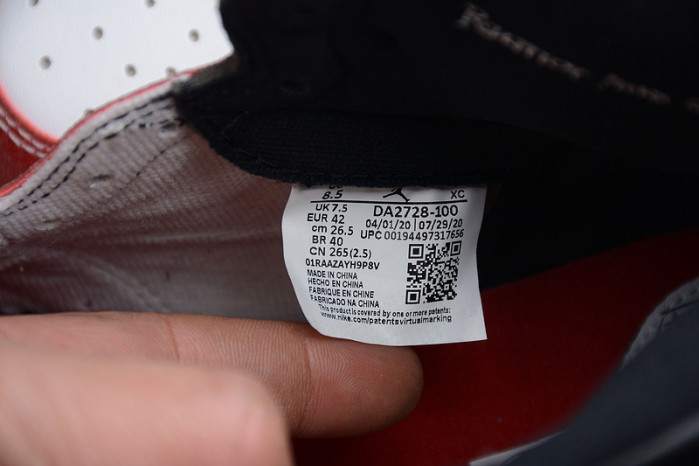 8.5
XC
UK 7.5
DA2728-100
EUR 42
04/01/20 | 07/29/20
cm 26.5
UPC 00194497317656
BR 40
CN 265(2.5)
01RAAZAYH9P8V
MADE IN CHINA
HECHO EN CHINA
FABRIQUE EN CHINE
FABRICADO NA CHINA
This product is covered by one or more patents:
www.nike.com/patentsvirtualmarking